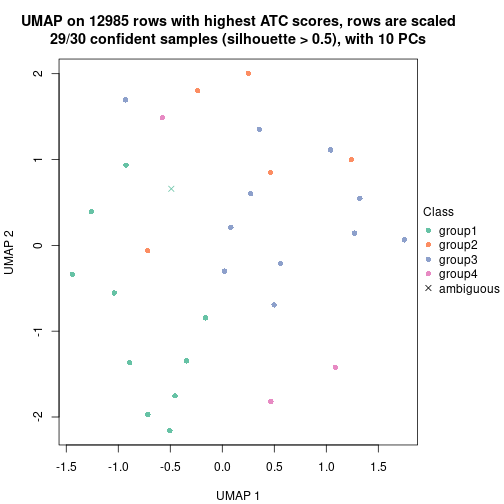 UMAP on 12985 rows with highest ATC scores, rows are scaled
29/30 confident samples (silhouette > 0.5), with 10 PCs
2
1
0
-1
-2
UMAP 2
-1.5 -1.0 -0.5 0.0 0.5 1.0 1.5
UMAP 1
Class
group1
group2
group3
group4
ambiguous